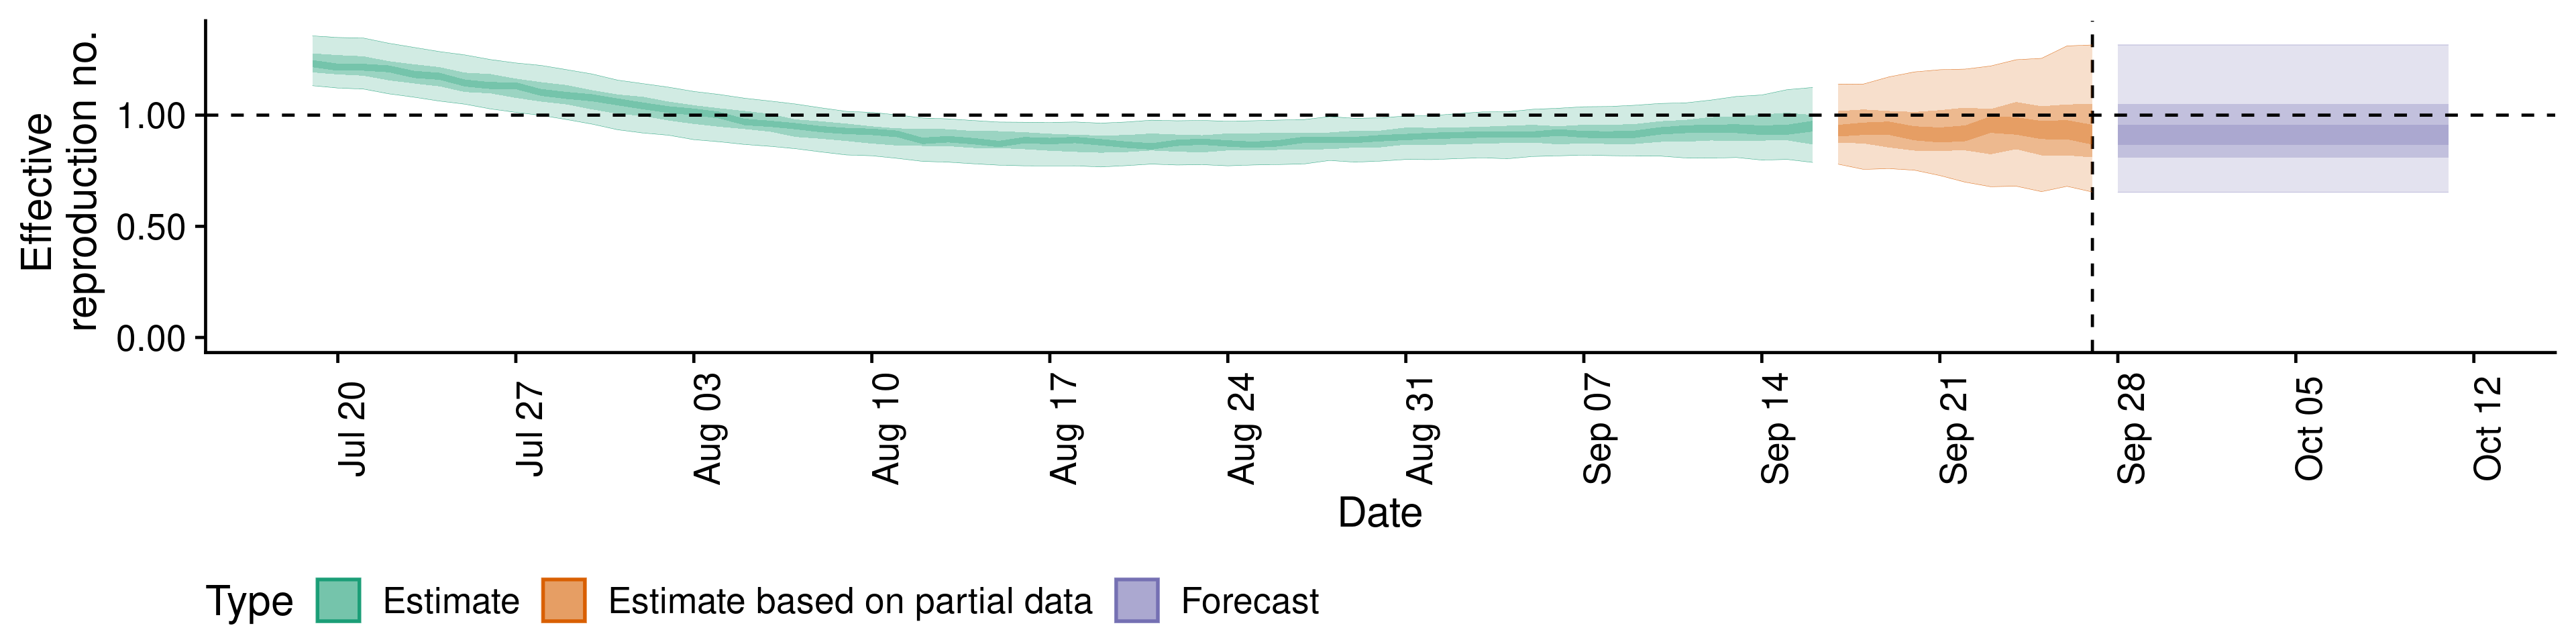 Effective
reproduction no.
1.00
0.50
0.00
Jul 20
Jul 27
Aug 03
Aug 10
Aug 17
Aug 24
Aug 31
Sep 07
Sep 14
Sep 21
Sep 28
Oct 05
Oct 12
Date
Type Estimate Estimate based on partial data Forecast